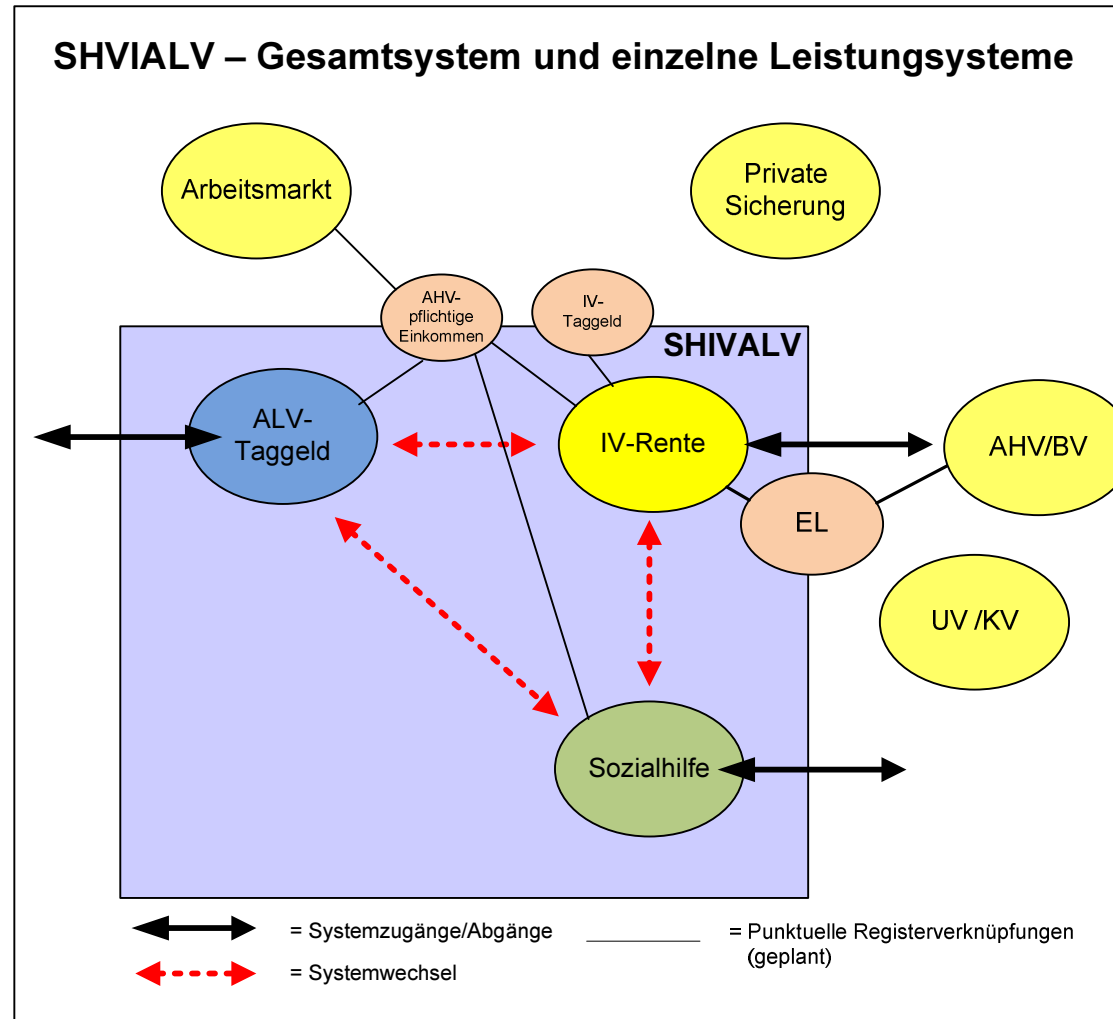 SHVIALV – Gesamtsystem und einzelne Leistungsysteme
Arbeitsmarkt
Private
Sicherung
AHV-
pflichtige
Einkommen
IV-
Taggeld
SHIVALV
ALV-
Taggeld
IV-Rente
AHV/BV
EL
UV /KV
Sozialhilfe
= Systemzugänge/Abgänge
= Punktuelle Registerverknüpfungen
(geplant)
= Systemwechsel